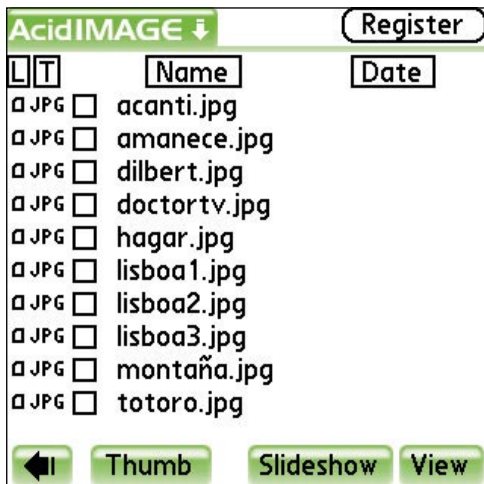 AcidIMAGE Register
L T Name Date
JPG acanti.jpg
JPG amanece.jpg
JPG dilbert.jpg
JPG doctortv.jpg
JPG hagar.jpg
JPG lisboa1.jpg
JPG lisboa2.jpg
JPG lisboa3.jpg
JPG montaña.jpg
JPG totoro.jpg
Thumb Slideshow View